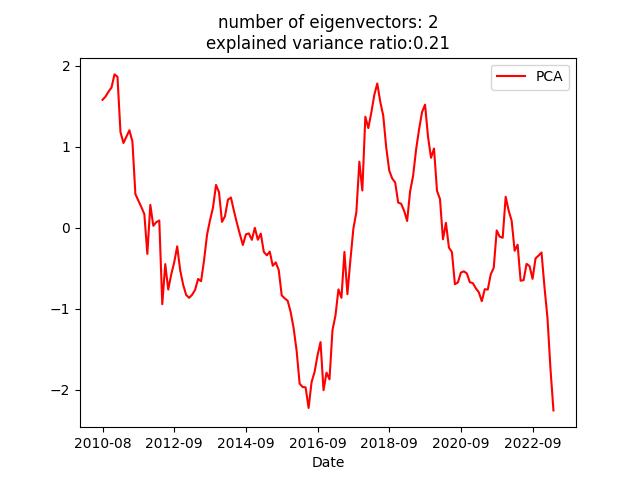 number of eigenvectors: 2
explained variance ratio:0.21
PCA
2
1
0
−1
−2
2010-08 2012-09 2014-09 2016-09 2018-09 2020-09 2022-09
Date